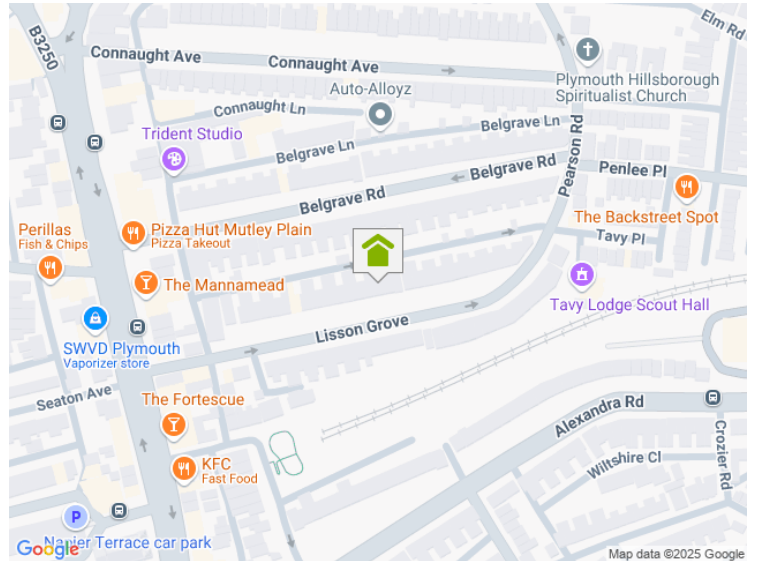 B3250
Elm Rd
Connaught Ave
Connaught Ave
Plymouth Hillsborough
Spiritualist Church
Auto-Alloyz
Connaught Ln
Trident Studio
Belgrave Ln
Belgrave Ln
Pearson Rd
Belgrave Rd
Penlee Pl
Belgrave Rd
The Backstreet Spot
Perillas
Fish & Chips
Pizza Hut Mutley Plain
Pizza Takeout
Tavy Pl
The Mannamead
Tavy Lodge Scout Hall
Lisson Grove
SWVD Plymouth
Vaporizer store
Seaton Ave
The Fortescue
Alexandra Rd
Crozier Rd
KFC
Fast Food
Wiltshire Cl
P
Napier Terrace car park
Google
Map data ©2025 Google